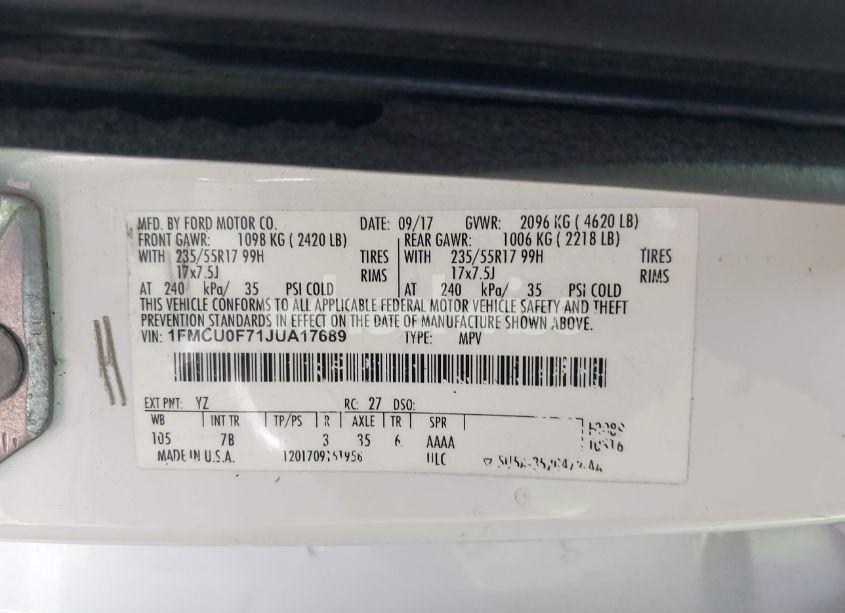 MFD. BY FORD MOTOR CO. DATE: 09/17 GVWR: 2096 KG ( 4620 LB)
FRONT GAWR: 1098 KG ( 2420 LB) REAR GAWR: 1006 KG ( 2218 LB)
WITH 235/55R17 99H TIRES WITH 235/55R17 99H TIRES
17x7.5J RIMS 17x7.5J RIMS
AT 240 kPa/ 35 PSI COLD AT 240 kPa/ 35 PSI COLD
THIS VEHICLE CONFORMS TO ALL APPLICABLE FEDERAL MOTOR VEHICLE SAFETY AND THEFT
PREVENTION STANDARDS IN EFFECT ON THE DATE OF MANUFACTURE SHOWN ABOVE.
VIN: 1FMCU0F71JUA17689 TYPE: MPV
EXT PNT: YZ RC: 27 DSO:
WB INT TR TP/PS R AXLE TR SPR
105 7B 3 35 6 AAAA
MADE IN U.S.A.